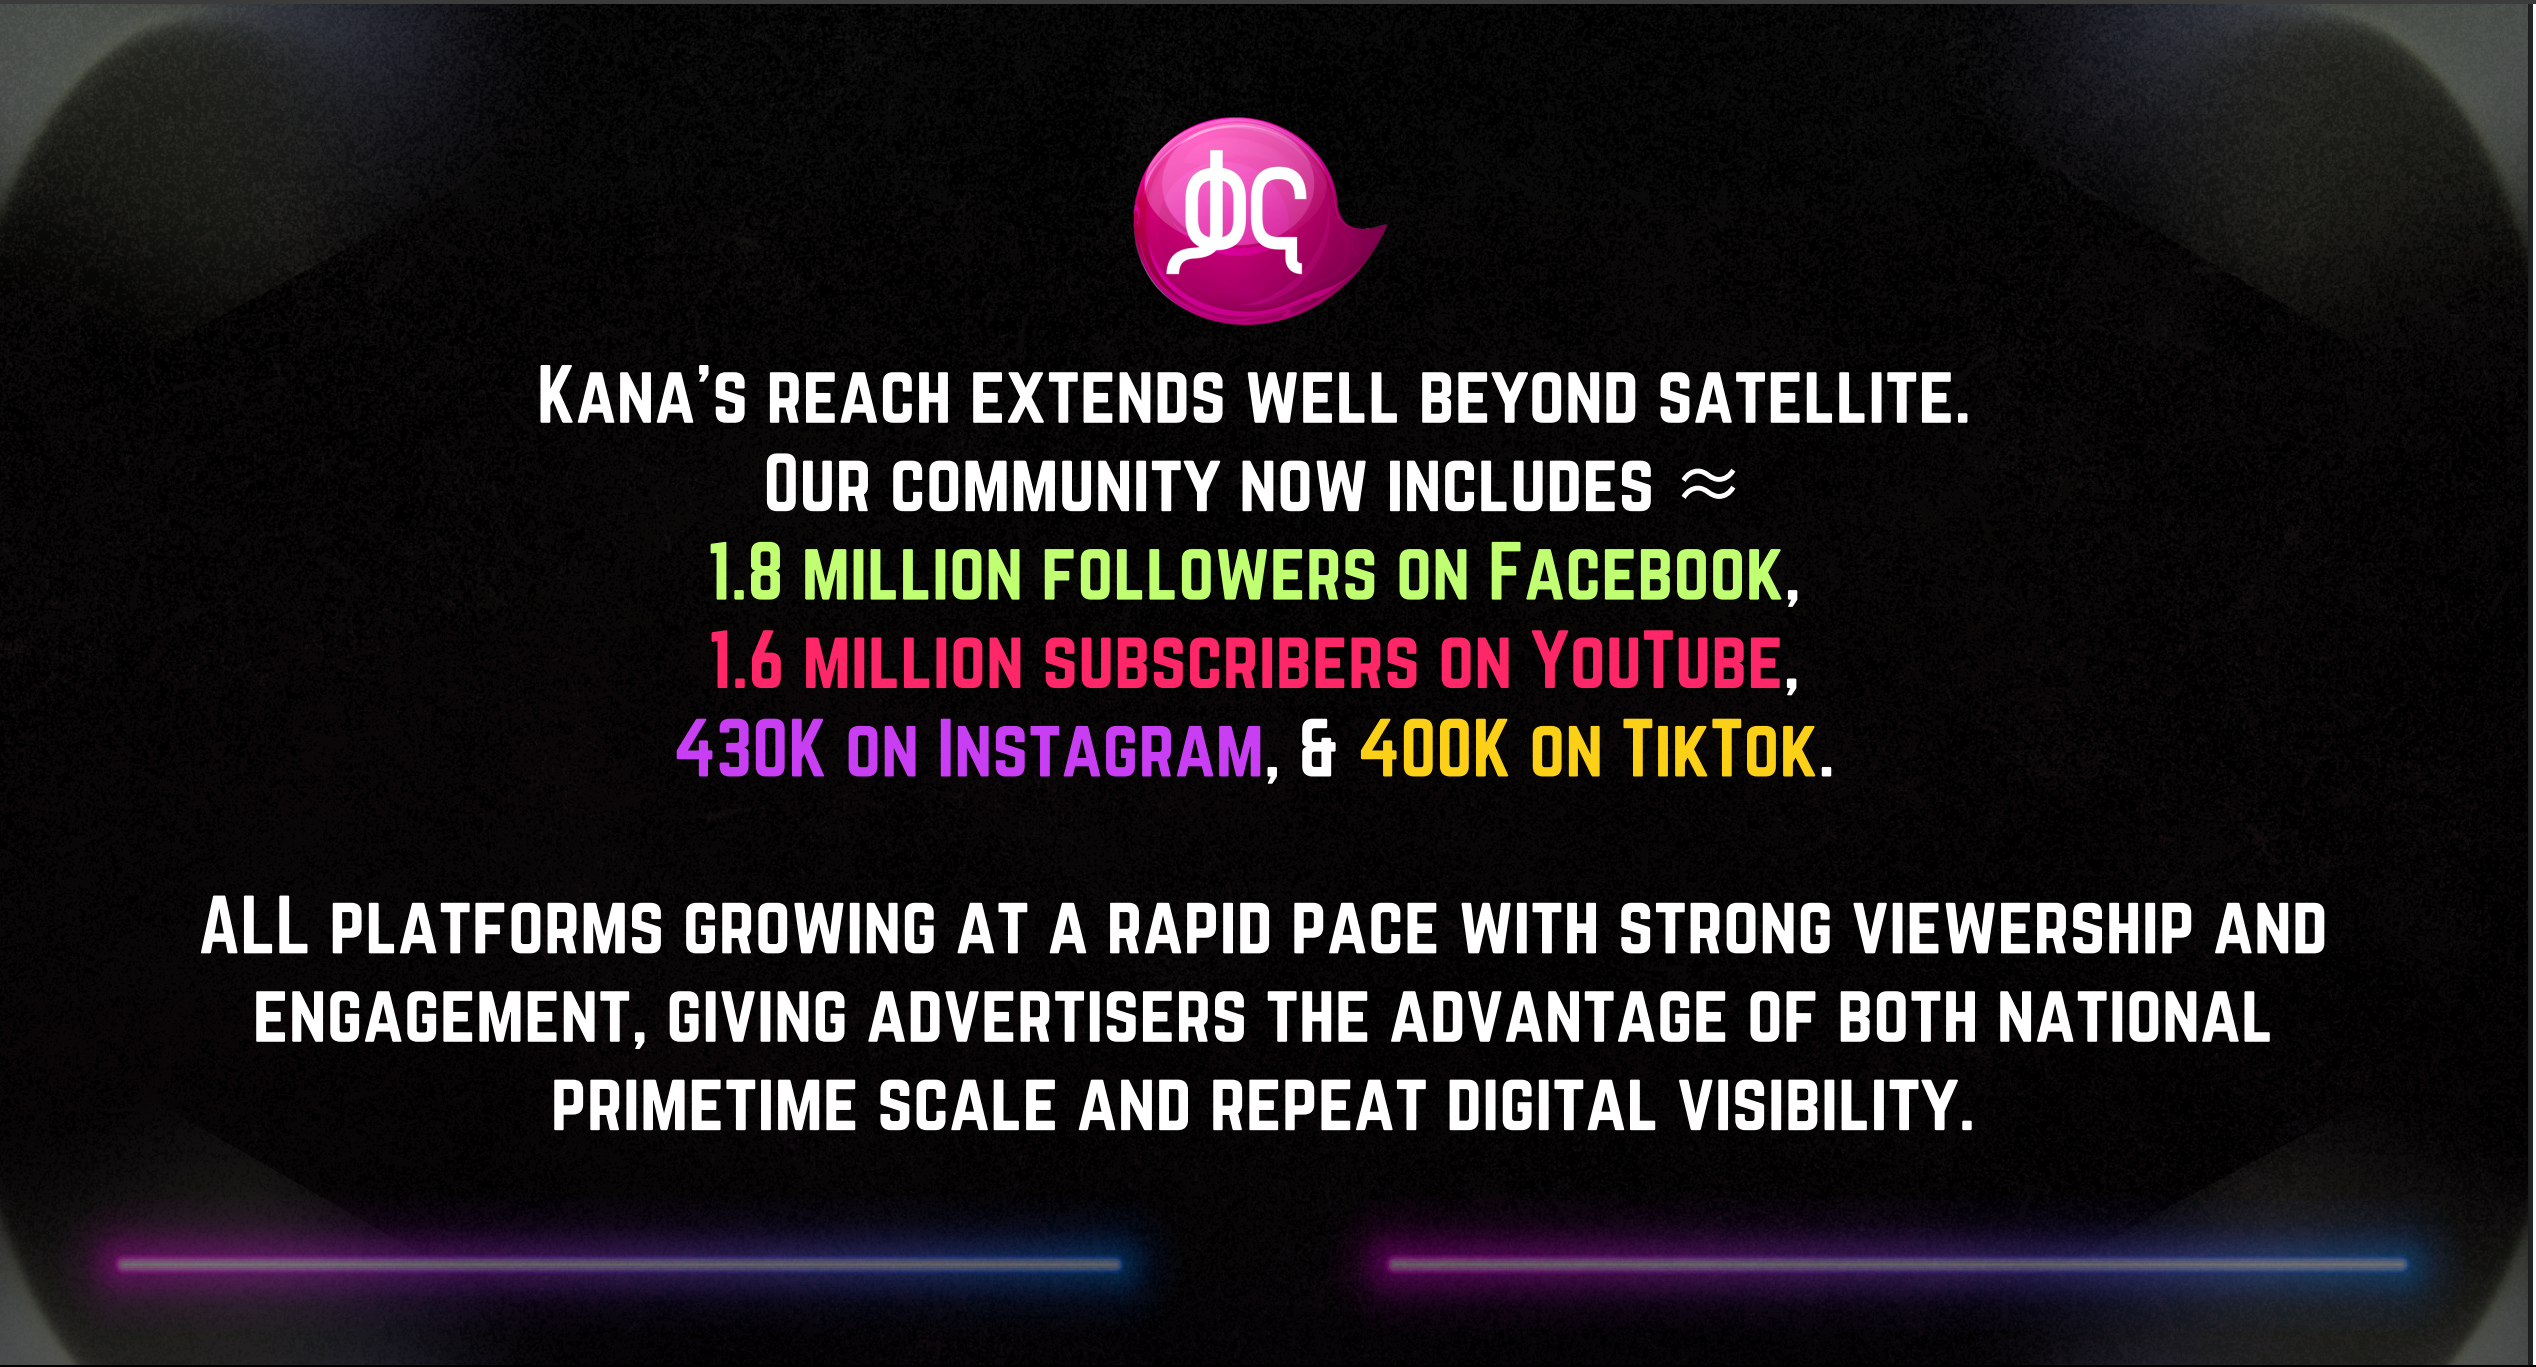 ቃና
Kana's reach extends well beyond satellite.
Our community now includes ≈
1.8 million followers on Facebook,
1.6 million subscribers on YouTube,
430K on Instagram, & 400K on TikTok.
ALL platforms growing at a rapid pace with strong viewership and
engagement, giving advertisers the advantage of both national
primetime scale and repeat digital visibility.